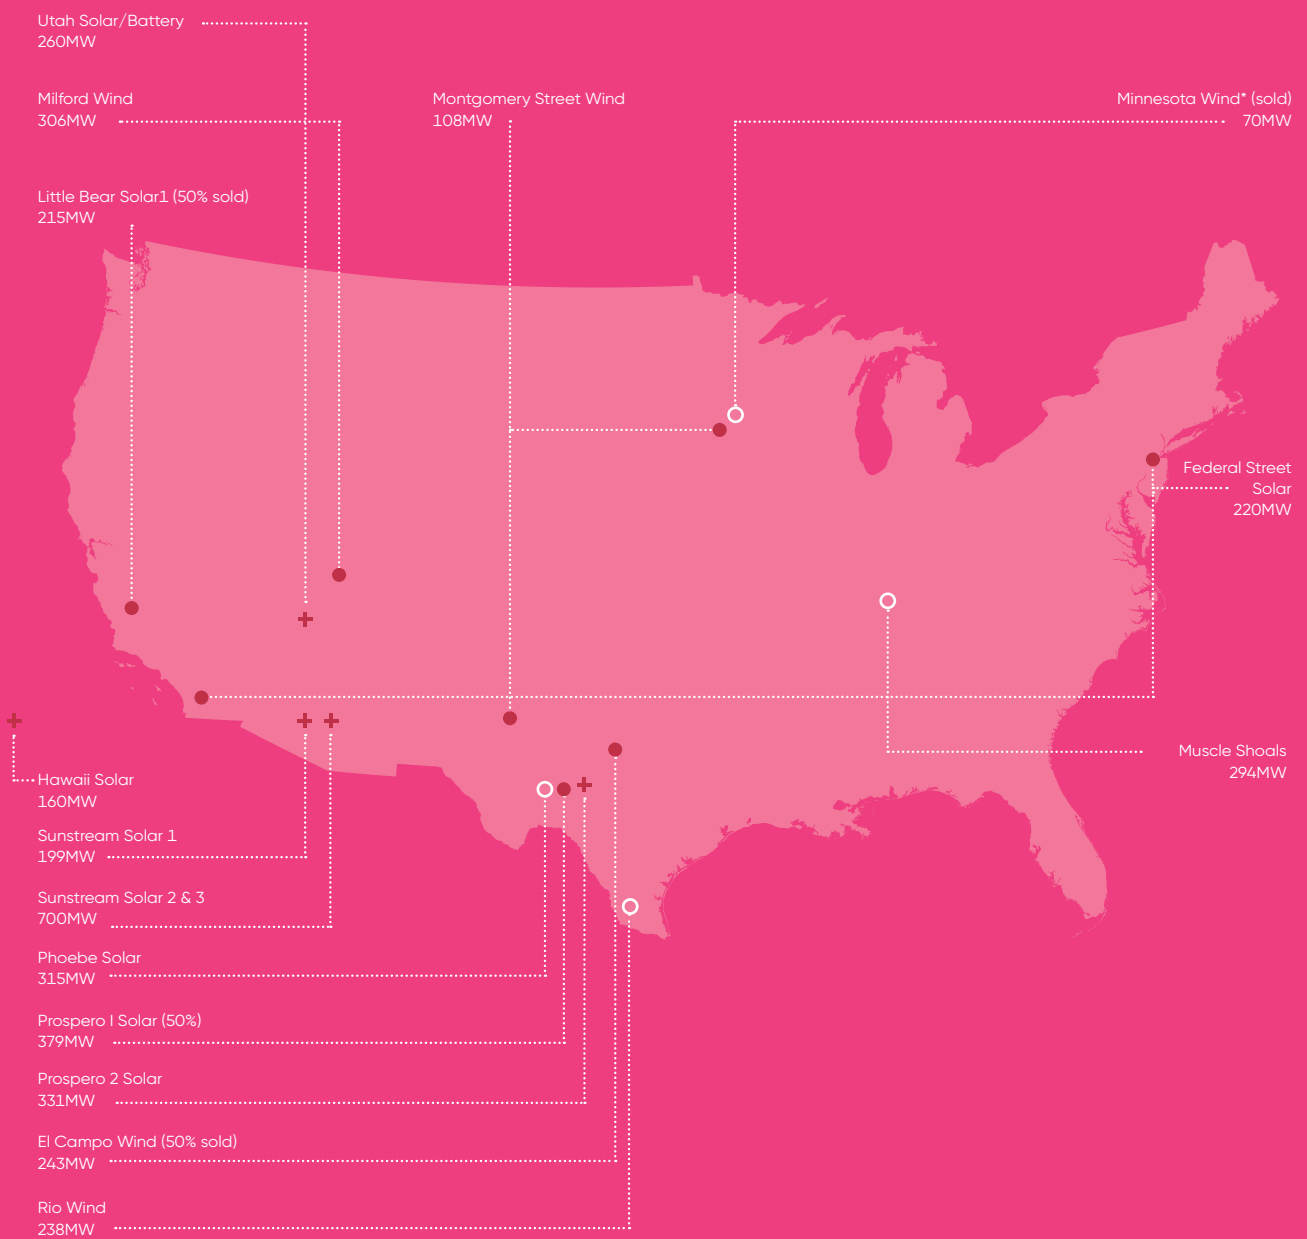 Utah Solar/Battery
260MW
Milford Wind
306MW
Montgomery Street Wind
108MW
Minnesota Wind* (sold)
70MW
Little Bear Solar1 (50% sold)
215MW
Federal Street
Solar
220MW
Muscle Shoals
294MW
Hawaii Solar
160MW
Sunstream Solar 1
199MW
Sunstream Solar 2 & 3
700MW
Phoebe Solar
315MW
Prospero I Solar (50%)
379MW
Prospero 2 Solar
331MW
El Campo Wind (50% sold)
243MW
Rio Wind
238MW